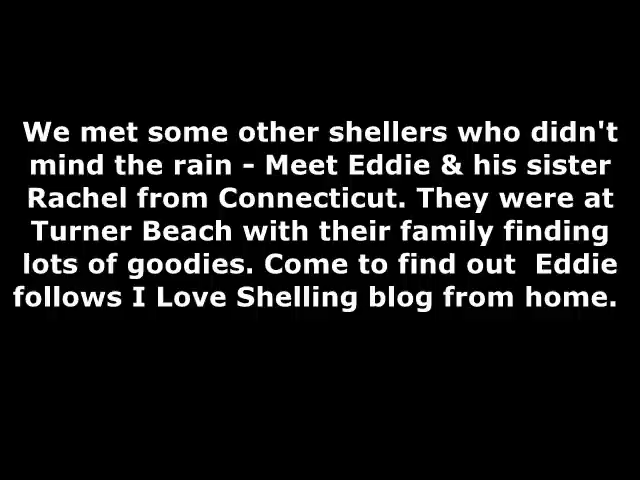 We met some other shellers who didn't
mind the rain - Meet Eddie & his sister
Rachel from Connecticut. They were at
Turner Beach with their family finding
lots of goodies. Come to find out  Eddie
follows I Love Shelling blog from home.